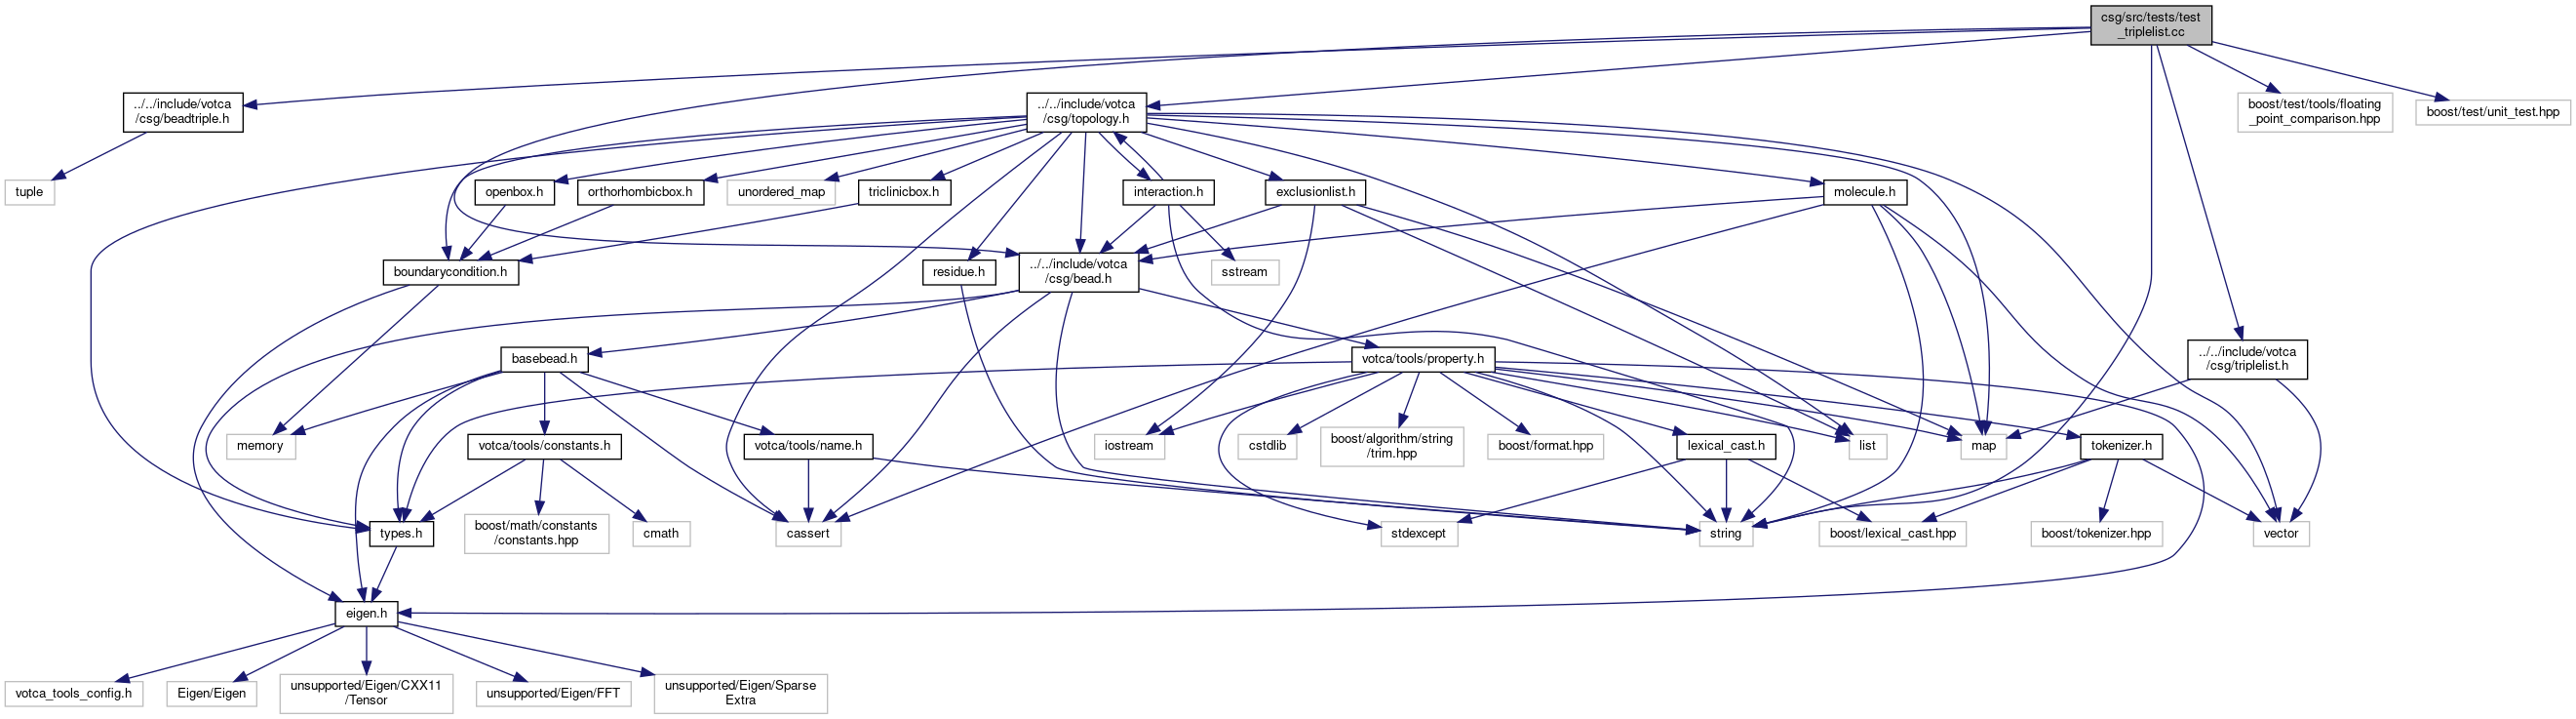 csg/src/tests/test
_triplelist.cc
../../include/votca
/csg/beadtriple.h
../../include/votca
/csg/topology.h
boost/test/tools/floating
_point_comparison.hpp
boost/test/unit_test.hpp
tuple
openbox.h
orthorhombicbox.h
unordered_map
triclinicbox.h
interaction.h
exclusionlist.h
molecule.h
boundarycondition.h
residue.h
../../include/votca
/csg/bead.h
sstream
basebead.h
votca/tools/property.h
../../include/votca
/csg/triplelist.h
memory
votca/tools/constants.h
votca/tools/name.h
iostream
cstdlib
boost/algorithm/string
/trim.hpp
boost/format.hpp
lexical_cast.h
list
map
tokenizer.h
types.h
boost/math/constants
/constants.hpp
cmath
cassert
stdexcept
string
boost/lexical_cast.hpp
boost/tokenizer.hpp
vector
eigen.h
votca_tools_config.h
Eigen/Eigen
unsupported/Eigen/CXX11
/Tensor
unsupported/Eigen/FFT
unsupported/Eigen/Sparse
Extra